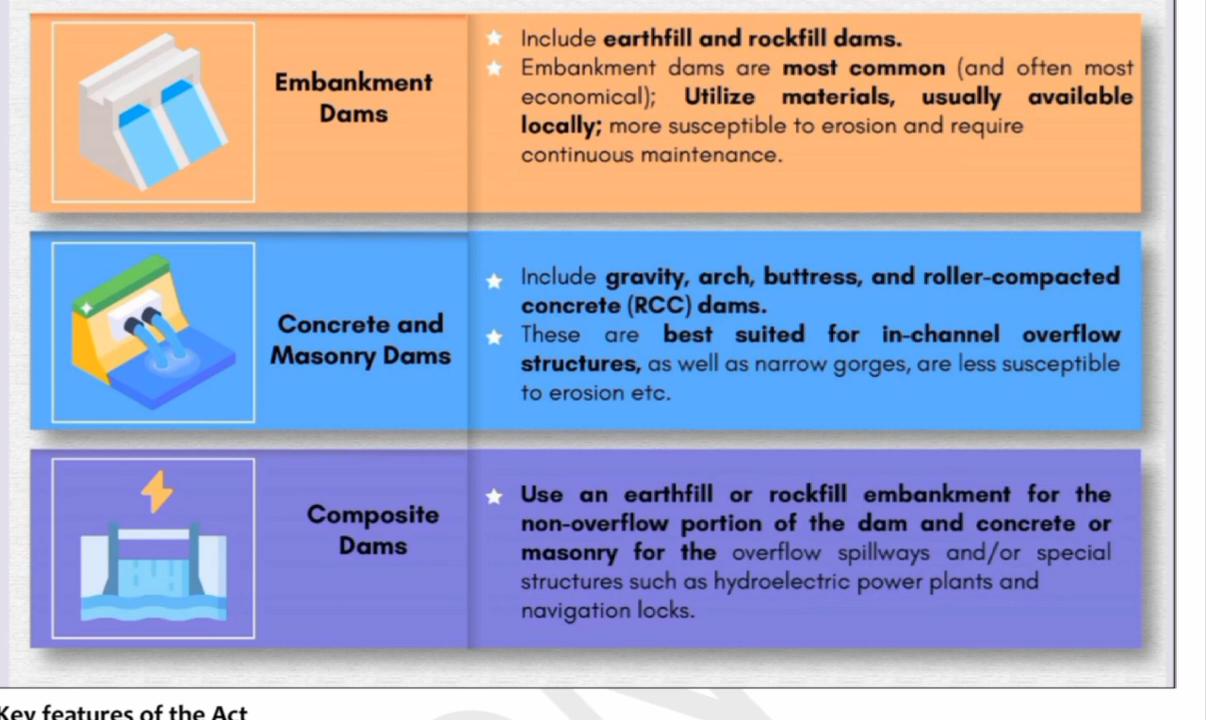 Embankment
Dams
Include earthfill and rockfill dams.
Embankment dams are most common (and often most
economical); Utilize materials, usually available
locally; more susceptible to erosion and require
continuous maintenance.
Concrete and
Masonry Dams
Include gravity, arch, buttress, and roller-compacted
concrete (RCC) dams.
These are best suited for in-channel overflow
structures, as well as narrow gorges, are less susceptible
to erosion etc.
Composite
Dams
Use an earthfill or rockfill embankment for the
non-overflow portion of the dam and concrete or
masonry for the overflow spillways and/or special
structures such as hydroelectric power plants and
navigation locks.
Key features of the Act